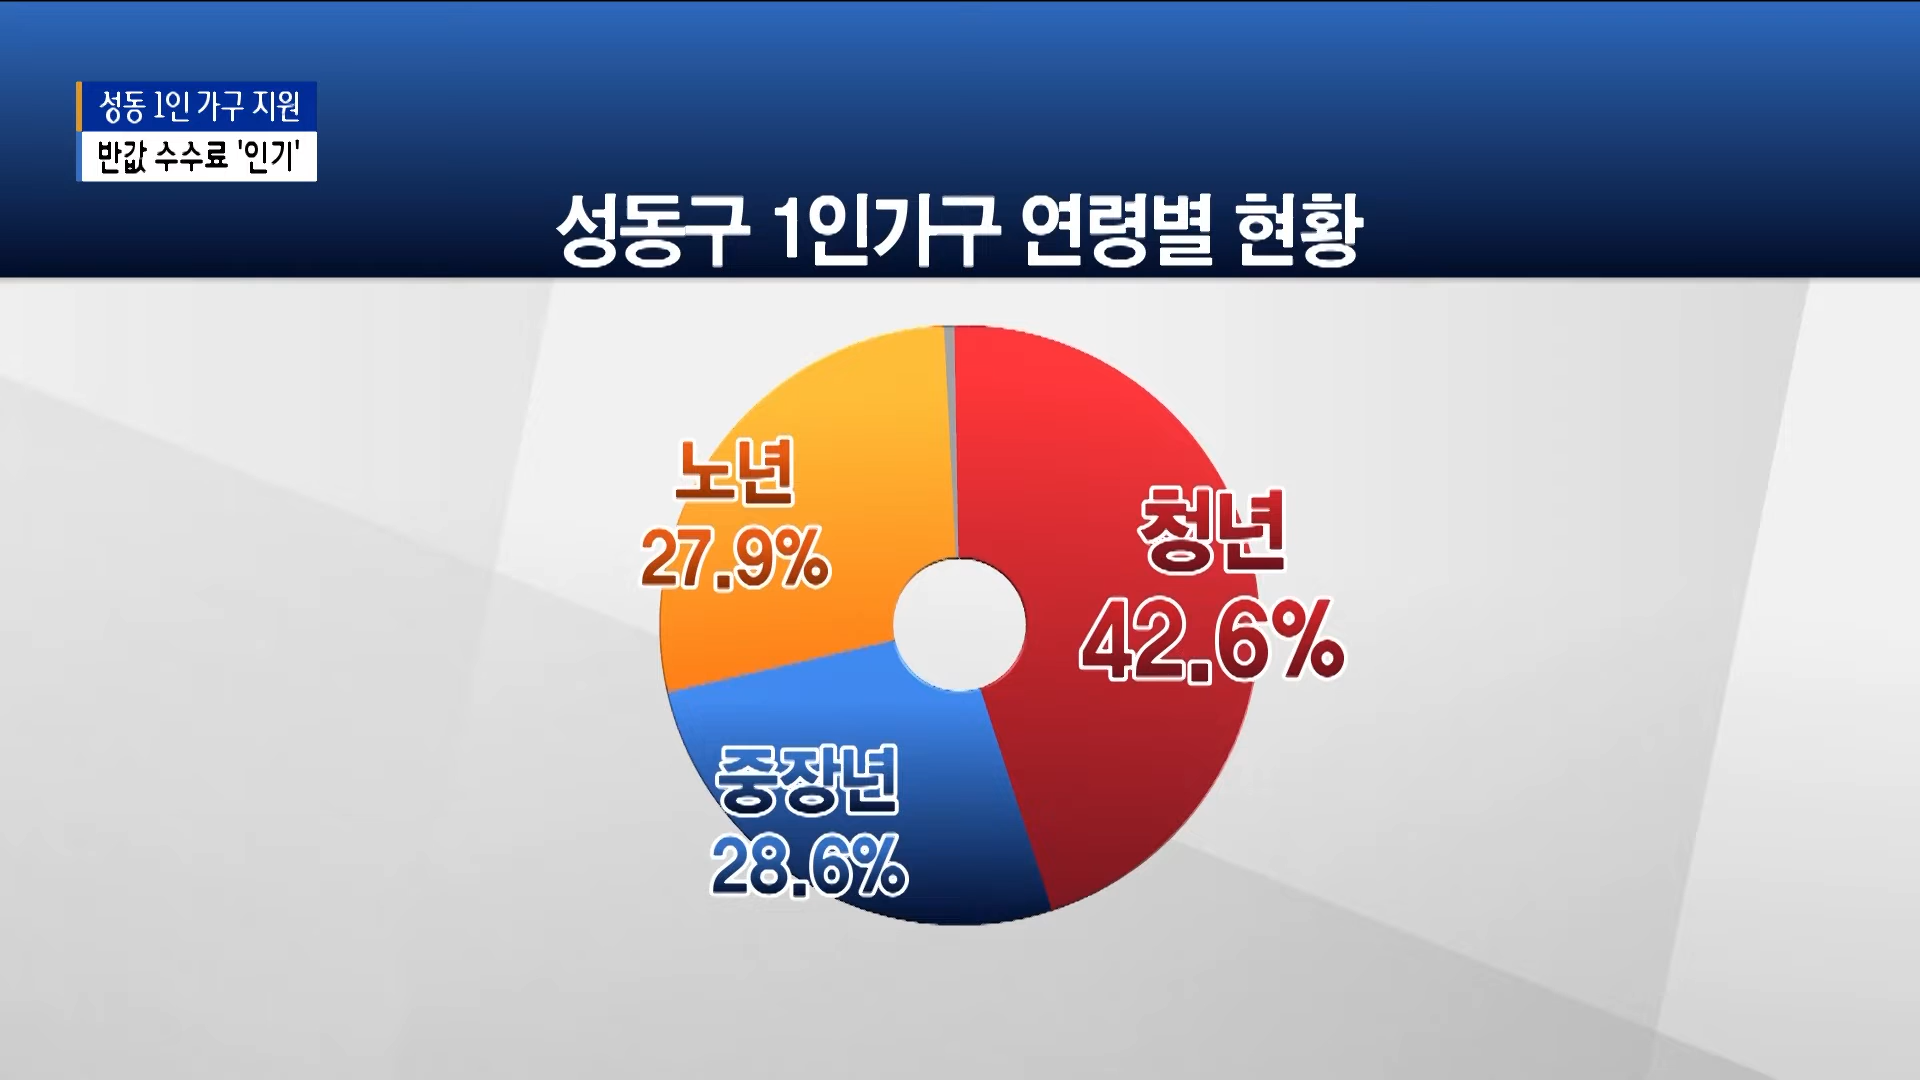 성동 1인 가구 지원
반값 수수료 '인기'
성동구 1인가구 연령별 현황
노년
27.9%
청년
42.6%
중장년
28.6%